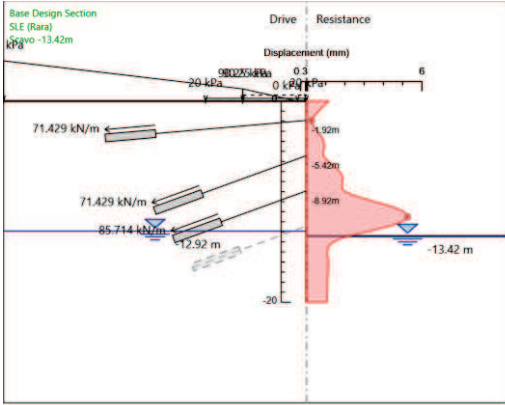 Base Design Section
SLE (Rara)
Scavo -13.42m
kPa
Drive
Resistance
Displacement (mm)
0.3
6
20 kPa
0 kPa
20 kPa
71.429 kN/m
-1.92m
-5.42m
71.429 kN/m
-8.92m
85.714 kN/m
-12.92 m
-13.42 m
-20